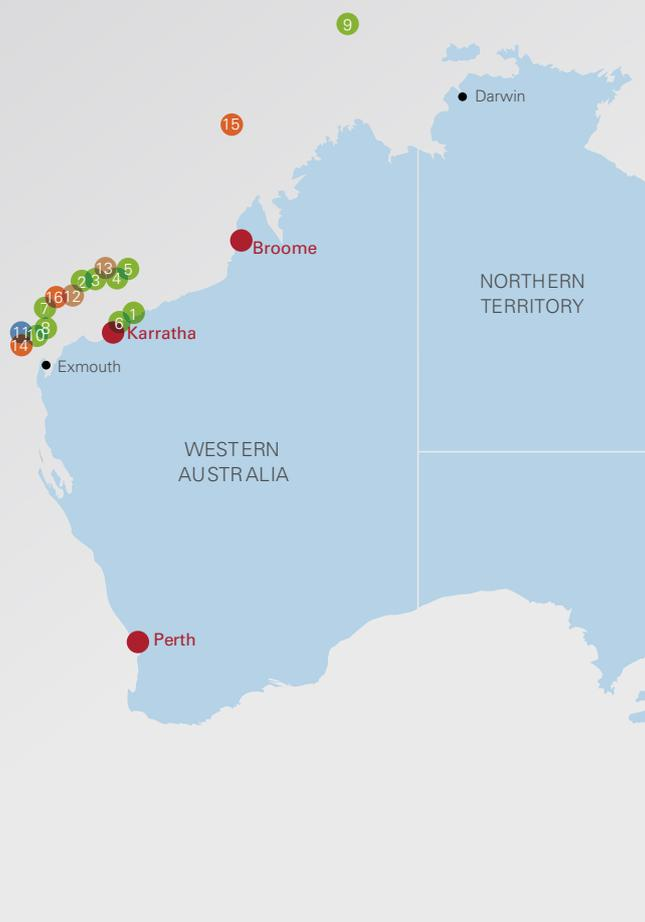 9
Darwin
15
Broome
13
5
2
3
4
NORTHERN
TERRITORY
16
12
7
1
6
Karratha
11
10
8
14
Exmouth
WESTERN
AUSTRALIA
Perth